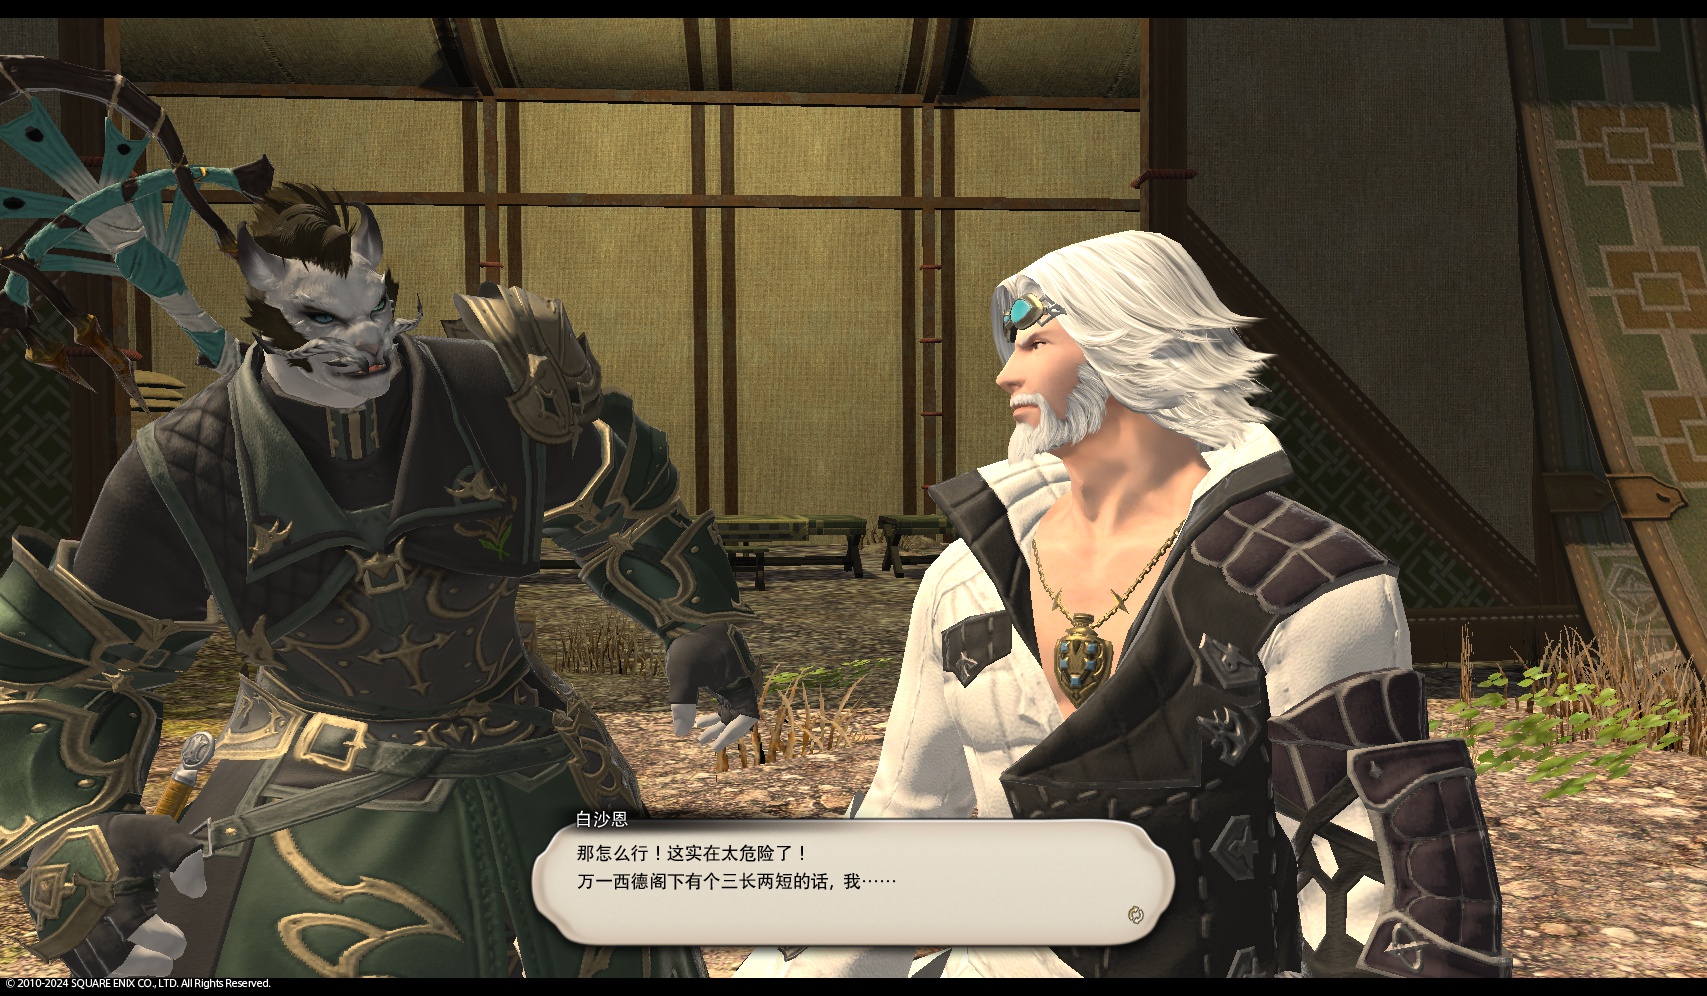 白沙恩
那怎么行！这实在太危险了！
万一西德阁下有个三长两短的话，我……
© 2010-2024 SQUARE ENIX CO., LTD. All Rights Reserved.